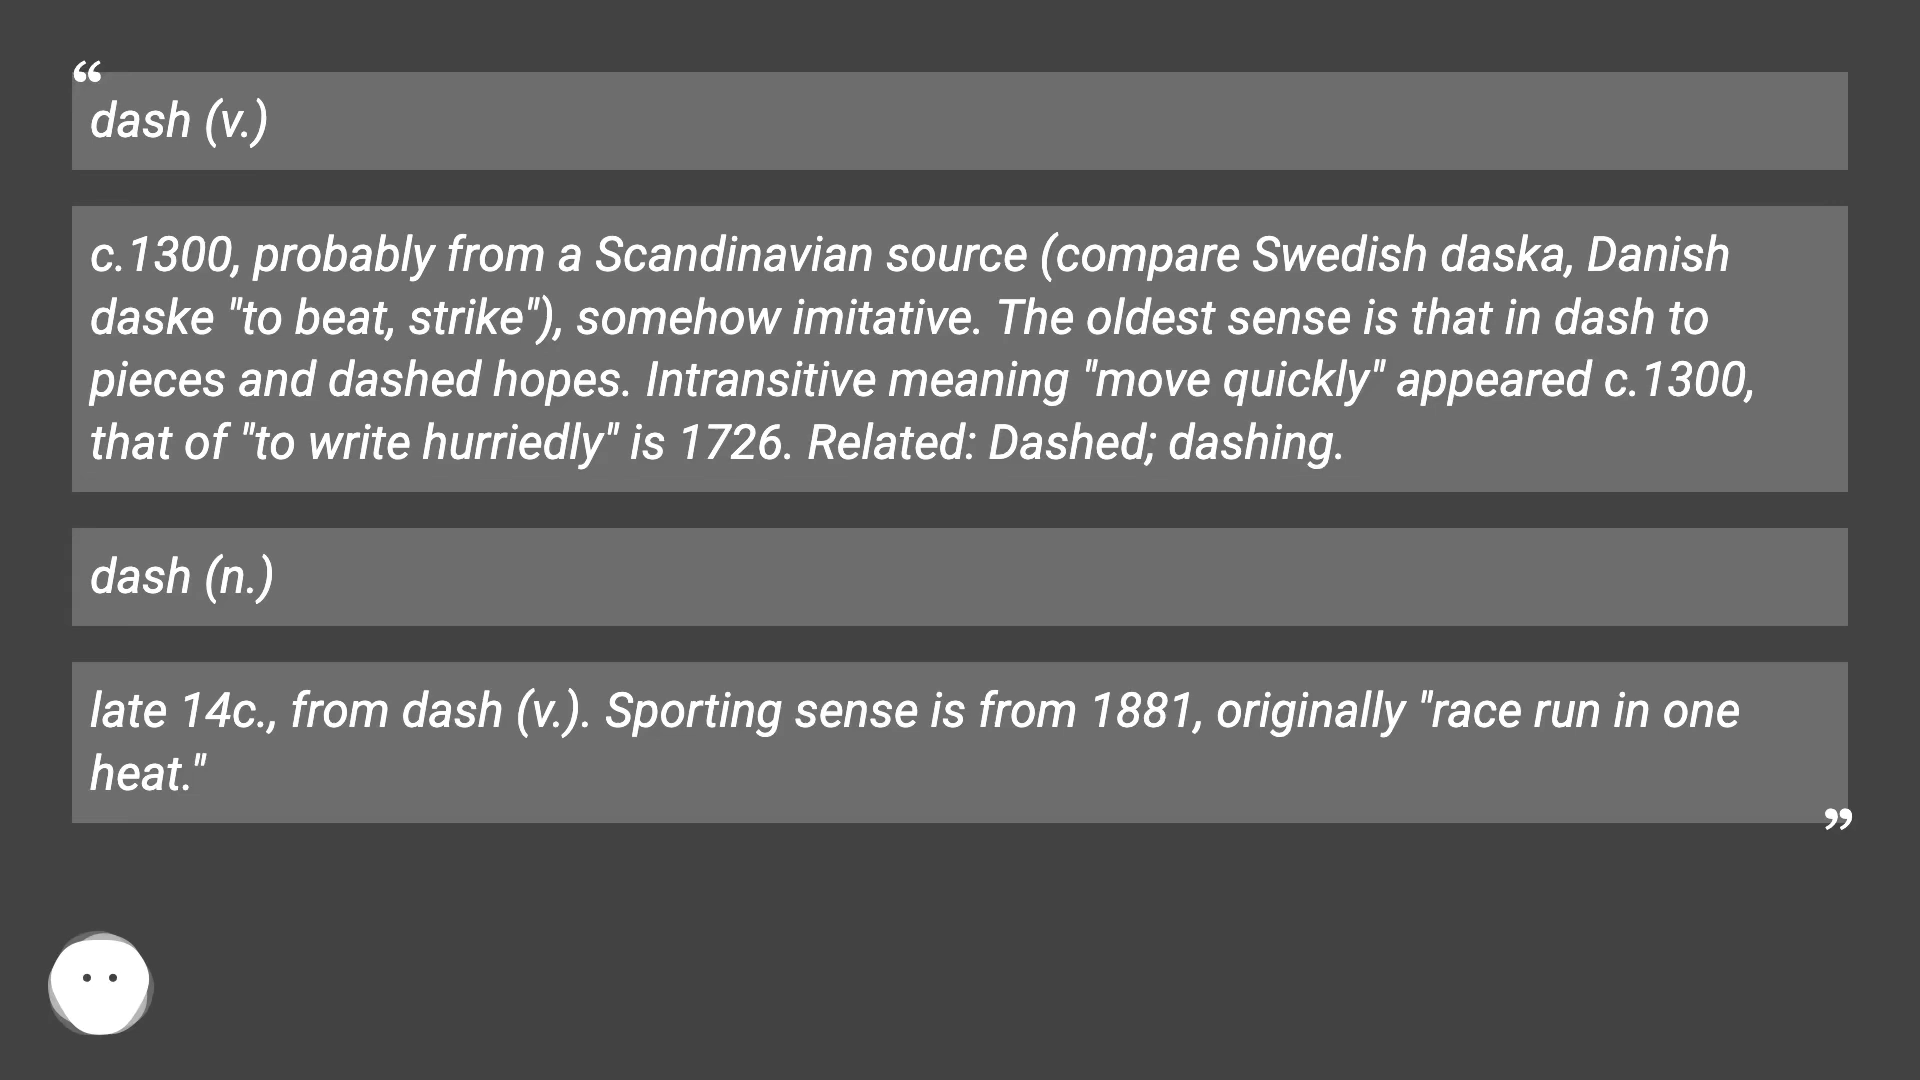 “
dash (v.)
c.1300, probably from a Scandinavian source (compare Swedish daska, Danish
daske "to beat, strike"), somehow imitative. The oldest sense is that in dash to
pieces and dashed hopes. Intransitive meaning "move quickly" appeared c.1300,
that of "to write hurriedly" is 1726. Related: Dashed; dashing.
dash (n.)
late 14c., from dash (v.). Sporting sense is from 1881, originally "race run in one
heat."
”